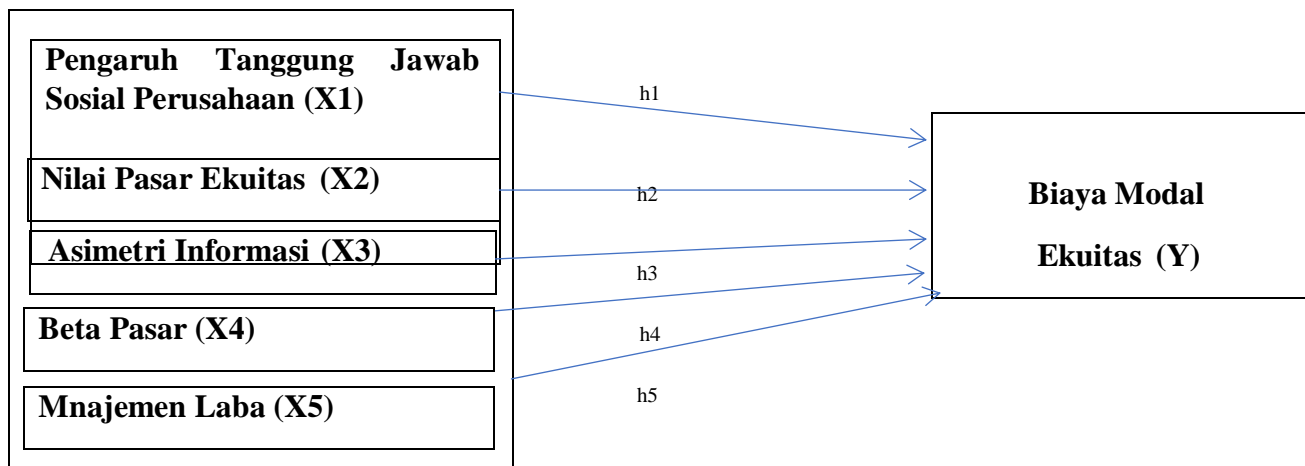 Pengaruh Tanggung Jawab
Sosial Perusahaan (X1)
Nilai Pasar Ekuitas (X2)
Asimetri Informasi (X3)
Beta Pasar (X4)
Mnajemen Laba (X5)
h1
h2
h3
h4
h5
Biaya Modal
Ekuitas (Y)